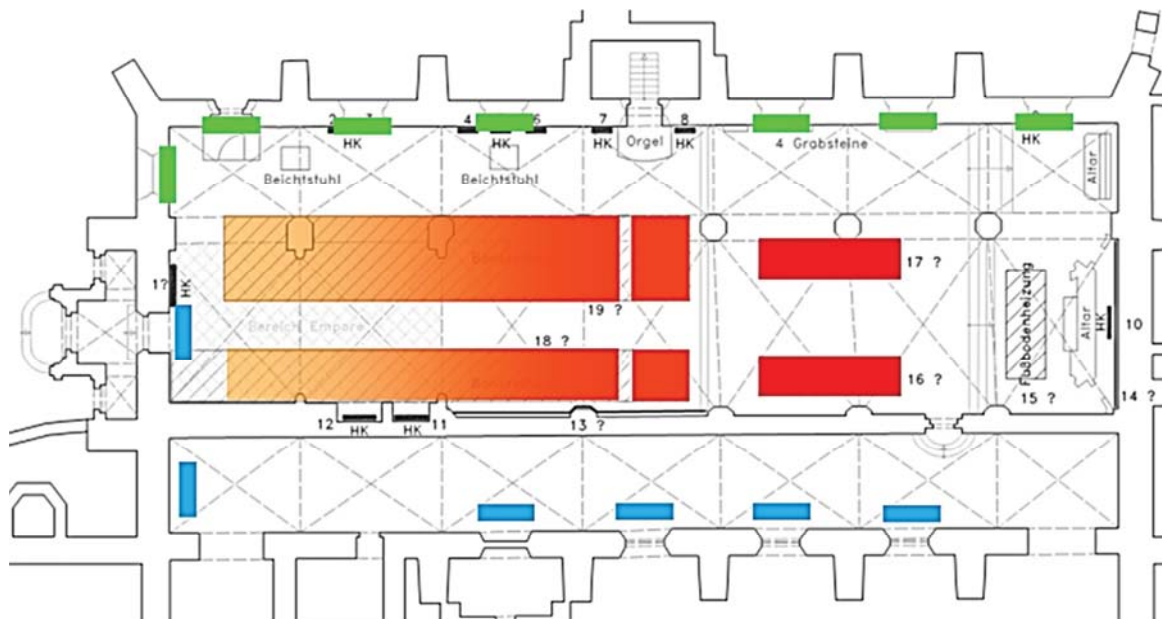 2
3
HK
4
6
HK
7
HK
8
HK
Orgel
4 Grabsteine
HK
Altar
Beichtstuhl
Beichtstuhl
1?
HK
17 ?
19 ?
Bereich Empore
18 ?
Fußbodenheizung
Altar
HK
10
16 ?
15 ?
14 ?
12
HK
HK
11
13 ?